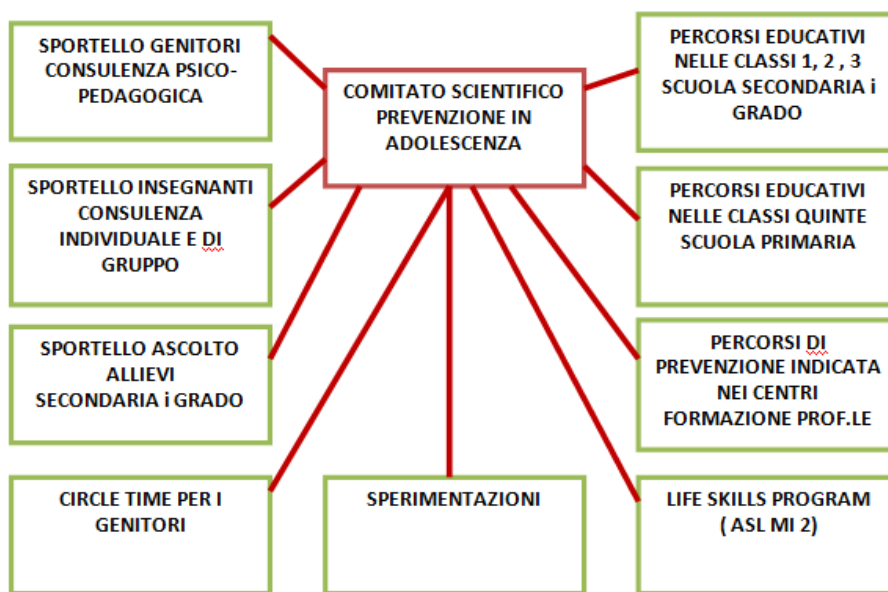 SPORTELLO GENITORI
CONSULENZA PSICO-
PEDAGOGICA
COMITATO SCIENTIFICO
PREVENZIONE IN
ADOLESCENZA
PERCORSI EDUCATIVI
NELLE CLASSI 1, 2 , 3
SCUOLA SECONDARIA i
GRADO
SPORTELLO INSEGNANTI
CONSULENZA
INDIVIDUALE E DI
GRUPPO
PERCORSI EDUCATIVI
NELLE CLASSI QUINTE
SCUOLA PRIMARIA
SPORTELLO ASCOLTO
ALLIEVI
SECONDARIA i GRADO
PERCORSI DI
PREVENZIONE INDICATA
NEI CENTRI
FORMAZIONE PROF.LE
CIRCLE TIME PER I
GENITORI
SPERIMENTAZIONI
LIFE SKILLS PROGRAM
( ASL MI 2)